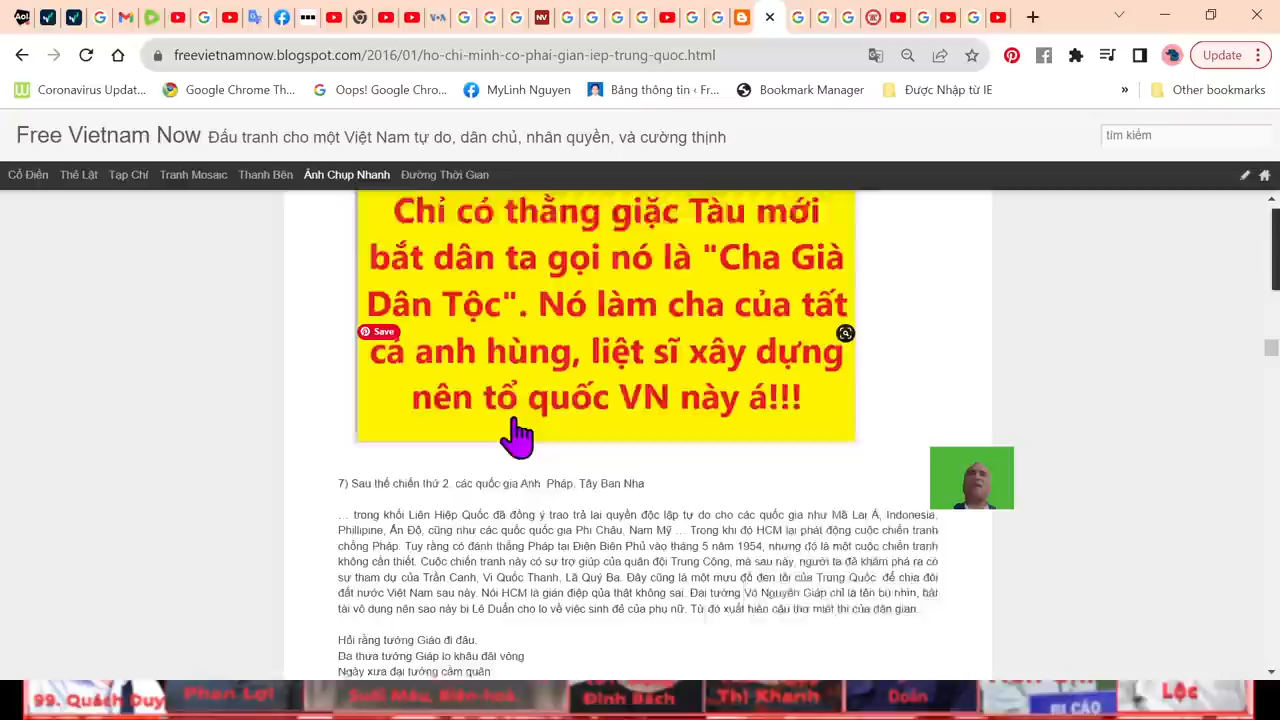 freevietnamnow.blogspot.com/2016/01/ho-chi-minh-co-phai-gian-iep-trung-quoc.html
Update
Coronavirus Updat...
Google Chrome Th...
Oops! Google Chro...
MyLinh Nguyen
Bảng thông tin ‹ Fr...
Bookmark Manager
Được Nhập từ IE
»
Other bookmarks
Free Vietnam Now Đấu tranh cho một Việt Nam tự do, dân chủ, nhân quyền, và cường thịnh
tìm kiếm
Cổ Điển Thẻ Lật Tạp Chí Tranh Mosaic Thanh Bên Ảnh Chụp Nhanh Đường Thời Gian
Chỉ có thằng giặc Tàu mới
bắt dân ta gọi nó là "Cha Già
Dân Tộc". Nó làm cha của tất
Save
cả anh hùng, liệt sĩ xây dựng
nên tổ quốc VN này á!!!
7) Sau thế chiến thứ 2, các quốc gia Anh Pháp, Tây Ban Nha
… trong khối Liên Hiệp Quốc đã đồng ý trao trả lại quyền độc lập tự do cho các quốc gia như Mã Lai Á, Indonesia,
Phillipine, Ấn Độ, cũng như các quốc quốc gia Phi Châu, Nam Mỹ … Trong khi đó HCM lại phát động cuộc chiến tranh
chống Pháp. Tuy rằng có đánh thắng Pháp tại Điện Biên Phủ vào tháng 5 năm 1954, nhưng đó là một cuộc chiến tranh
không cần thiết. Cuộc chiến tranh này có sự trợ giúp của quân đội Trung Cộng, mà sau này, người ta đã khám phá ra có
sự tham dự của Trần Canh, Vi Quốc Thanh, Lã Quý Ba. Đây cũng là một mưu đồ đen tối của Trung Quốc để chia đôi
đất nước Việt Nam sau này. Nói HCM là gián điệp quả thật không sai. Đại tướng Võ Nguyên Giáp chỉ là tên bù nhìn, bất
tài vô dụng nên sao này bị Lê Duẩn cho lo về việc sinh đẻ của phụ nữ. Từ đó xuất hiện câu thơ miệt thị của dân gian.
Hỏi rằng tướng Giáo đi đâu,
Dạ thưa tướng Giáp lo khâu đặt vòng
Ngày xưa đại tướng cầm quân
99. Quách Duy
Phan Lợi
Suối Máu, Biên-hoà
Đình Bách
Thị Khanh
Doãn
BỊ CÁO
Lộc